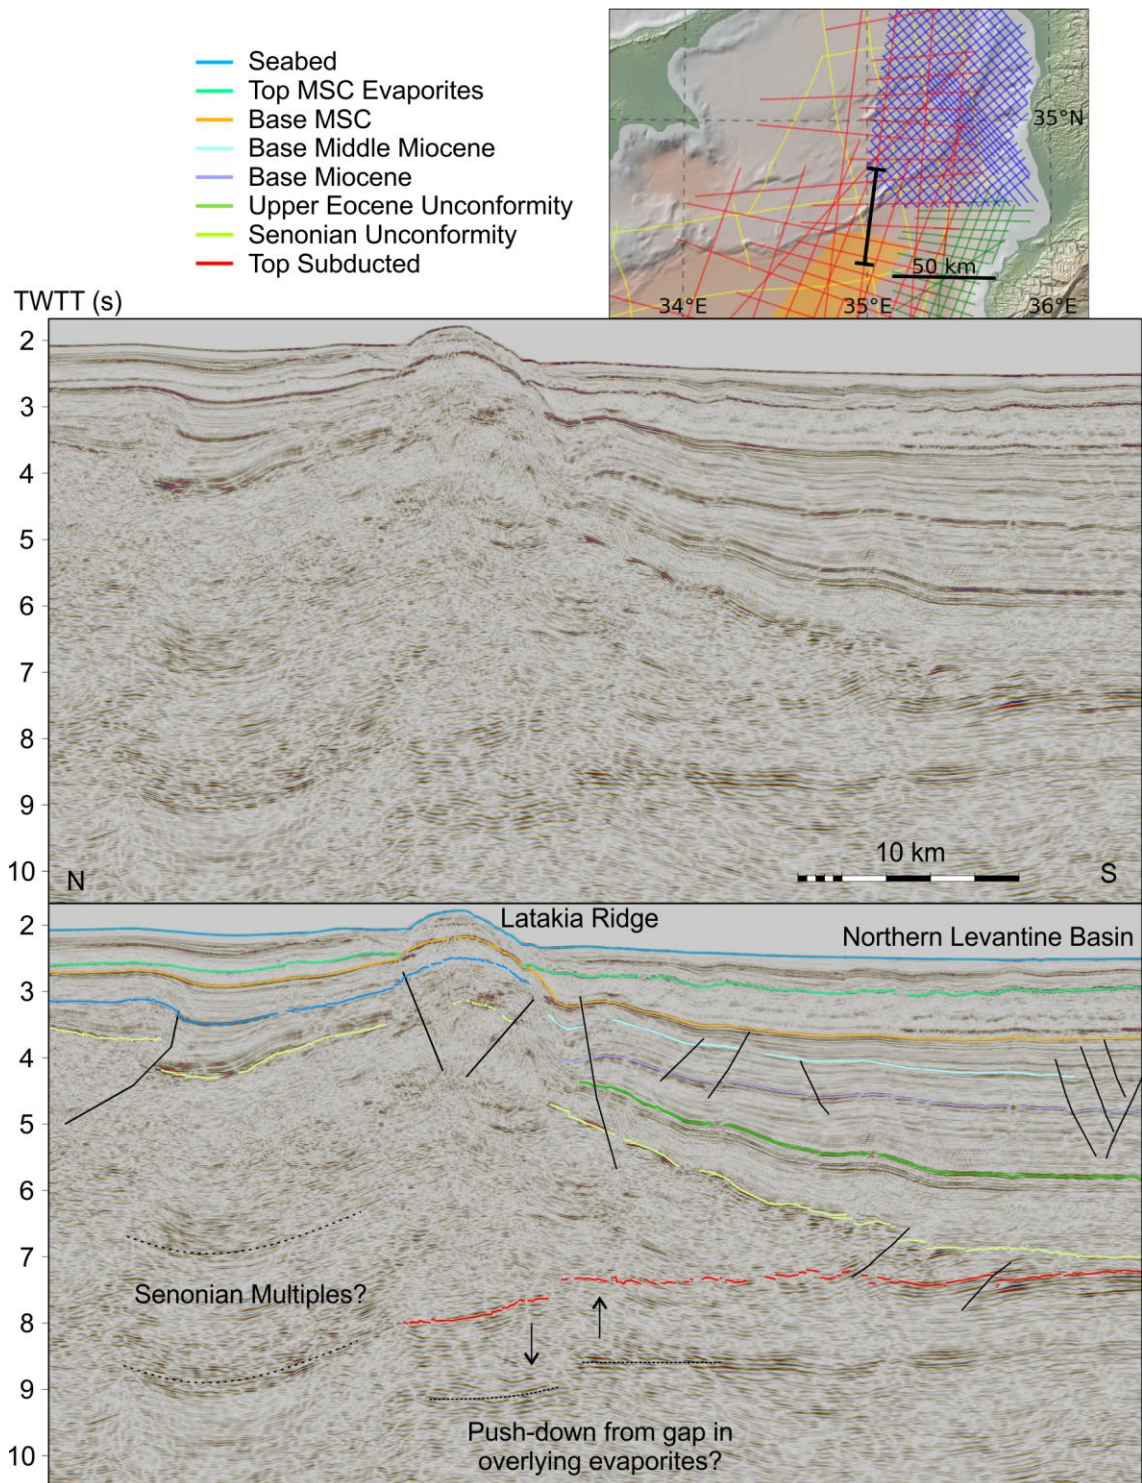 Seabed
Top MSC Evaporites
Base MSC
Base Middle Miocene
Base Miocene
Upper Eocene Unconformity
Senonian Unconformity
Top Subducted
35°N
50 km
34°E 35°E 36°E
TWTT (s)
2
3
4
5
6
7
8
9
10
10 km
N S
Latakia Ridge
Northern Levantine Basin
2
3
4
5
6
7
8
9
10
Senonian Multiples?
Push-down from gap in
overlying evaporites?